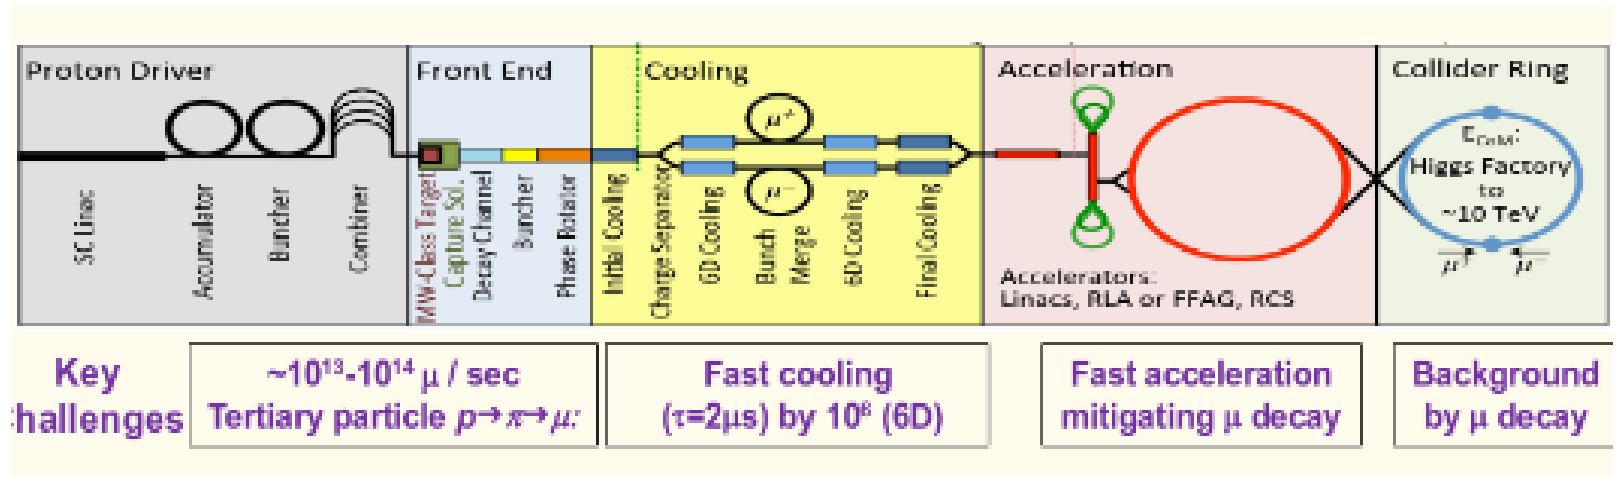 Proton Driver
Front End
Cooling
Acceleration
Collider Ring
SC Linac
Accumulator
Buncher
Combiner
MW-Class Target
Capture Sol.
Decay Channel
Buncher
Phase Rotator
Initial Cooling
Charge Separator
6D Cooling
μ⁺
μ⁻
Bunch
Merge
6D Cooling
Final Cooling
Accelerators:
Linacs, RLA or FFAG, RCS
E_CoM:
Higgs Factory
to
~10 TeV
μ⁺ μ⁻
Key
hallenges
~10¹³-10¹⁴ μ / sec
Tertiary particle p→π→μ:
Fast cooling
(τ=2μs) by 10⁶ (6D)
Fast acceleration
mitigating μ decay
Background
by μ decay